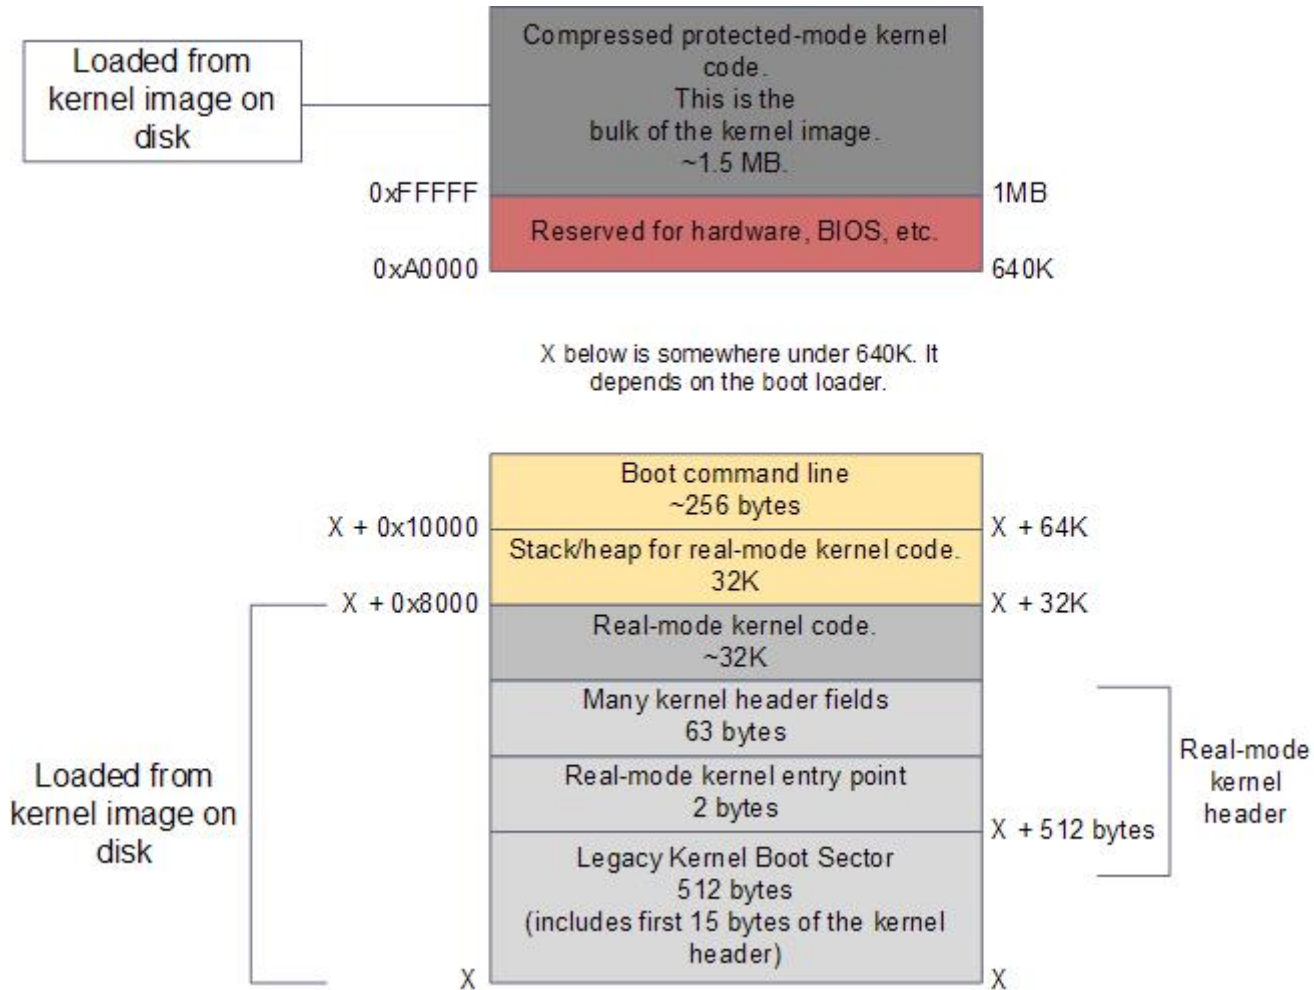 Compressed protected-mode kernel
code.
This is the
bulk of the kernel image.
~1.5 MB.
Loaded from
kernel image on
disk
0xFFFFF
1MB
Reserved for hardware, BIOS, etc.
0xA0000
640K
X below is somewhere under 640K. It
depends on the boot loader.
Boot command line
~256 bytes
X + 0x10000
X + 64K
Stack/heap for real-mode kernel code.
32K
X + 0x8000
X + 32K
Real-mode kernel code.
~32K
Many kernel header fields
63 bytes
Real-mode
kernel
header
Real-mode kernel entry point
2 bytes
Loaded from
kernel image on
disk
X + 512 bytes
Legacy Kernel Boot Sector
512 bytes
(includes first 15 bytes of the kernel
header)
X
X